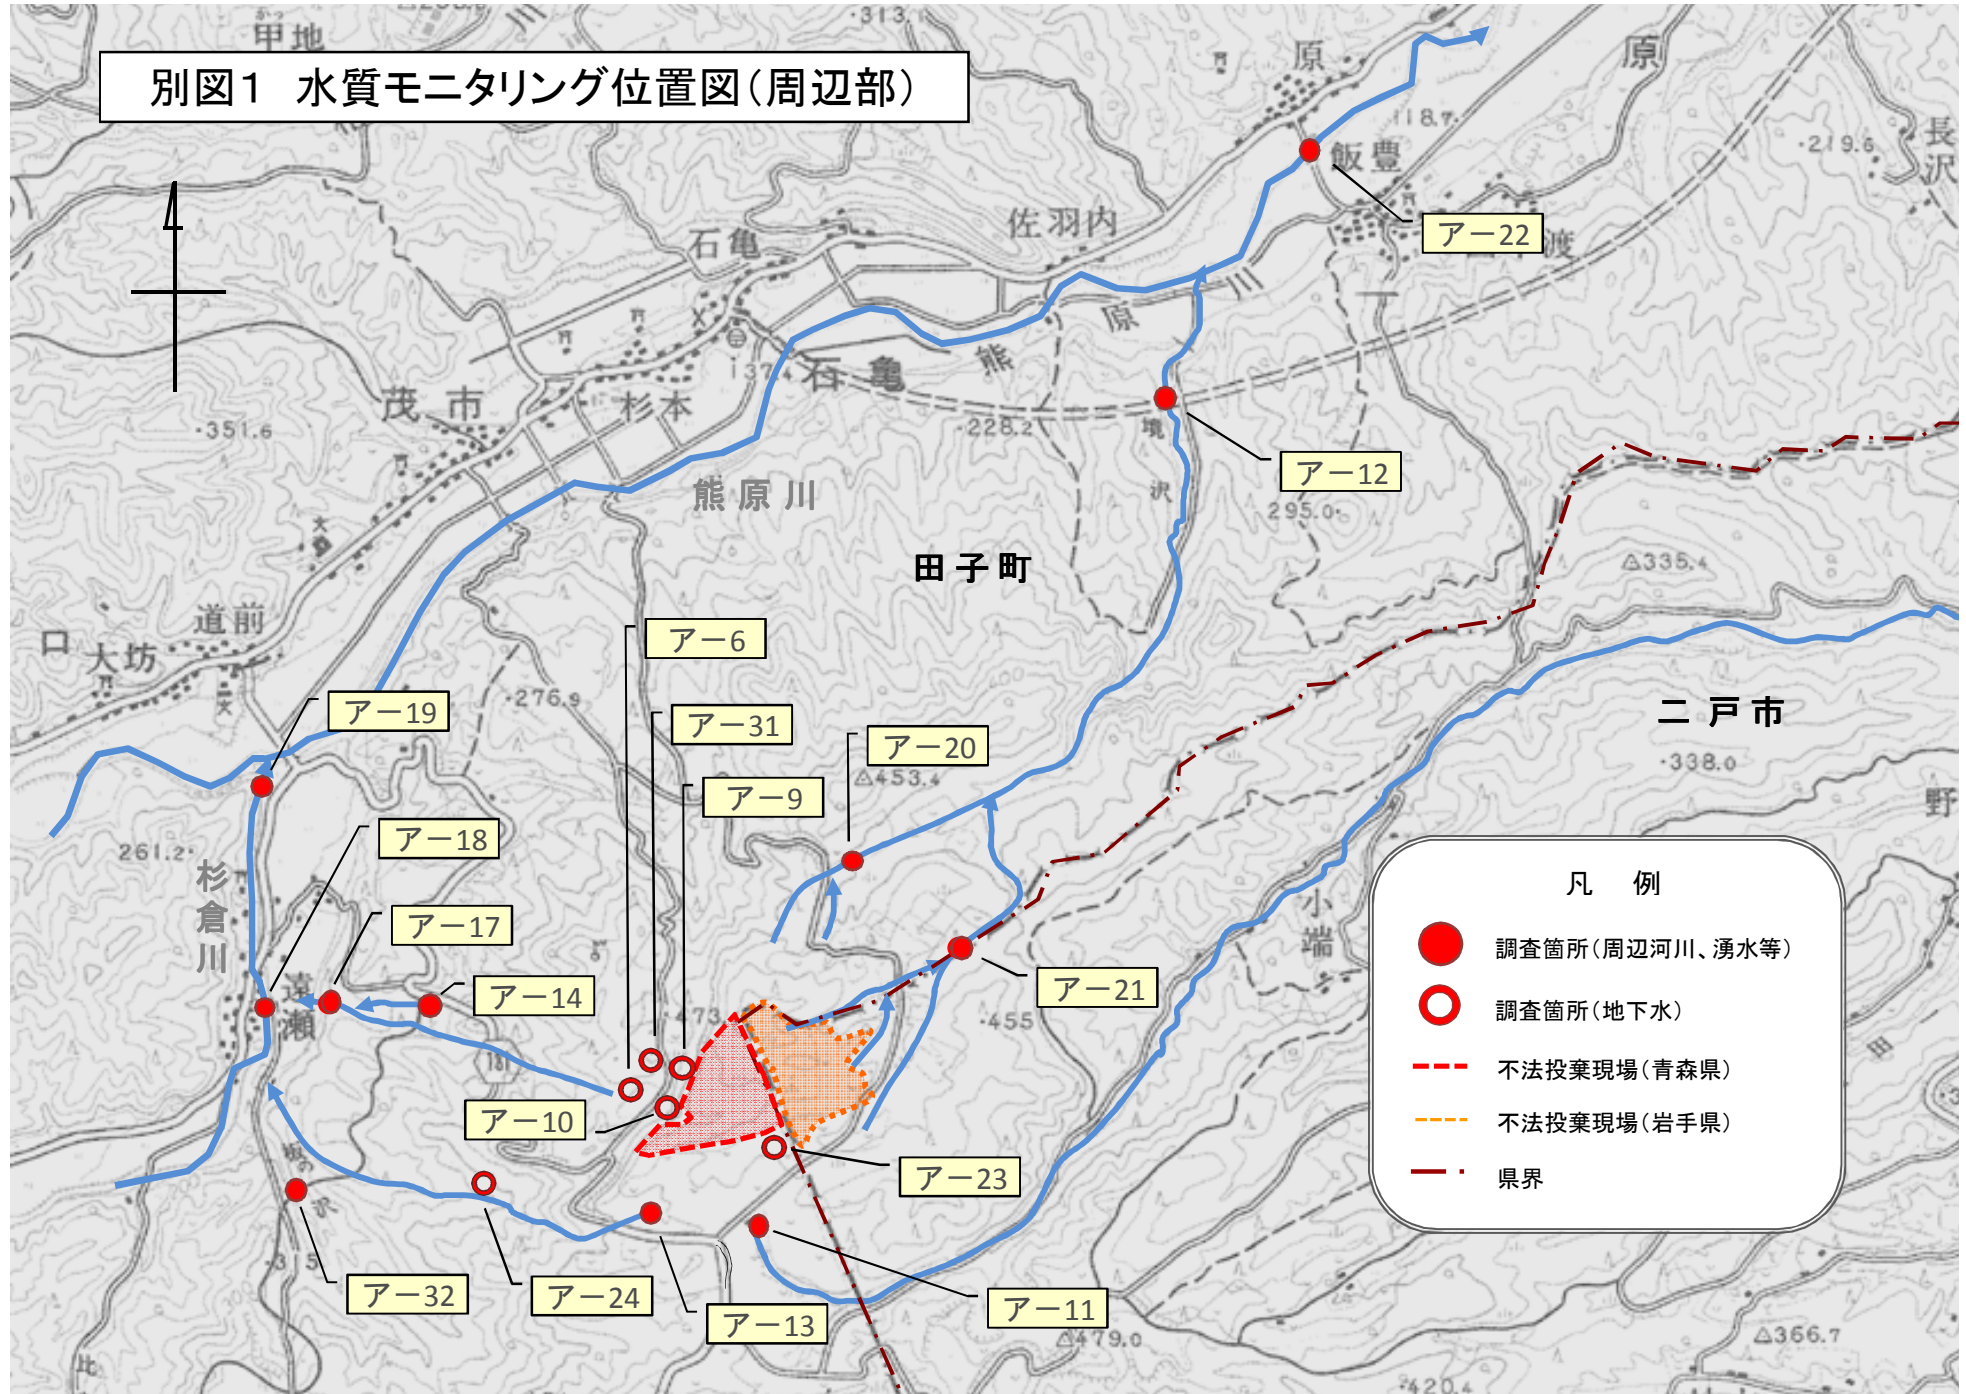 別図1　水質モニタリング位置図(周辺部)
甲地
・313.1
原
原
118.7
・219.6
長沢
飯豊
ア－22
佐羽内
石亀
原
熊
石亀
137.4
茂市
杉本
・351.6
・228.2
境
沢
ア－12
295.0・
熊原川
田子町
△335.4
道前
口
大坊
ア－6
・276.9
ア－19
ア－31
ア－20
△453.4
二戸市
・338.0
ア－9
野
261.2・
ア－18
杉倉川
ア－17
小端
遠瀬
ア－14
・473
ア－21
・455
ア－10
ア－23
沢
・315
ア－32
ア－24
ア－13
ア－11
△479.0
△366.7
・420.4
比
田
凡　例
調査箇所(周辺河川、湧水等)
調査箇所(地下水)
不法投棄現場(青森県)
不法投棄現場(岩手県)
県界